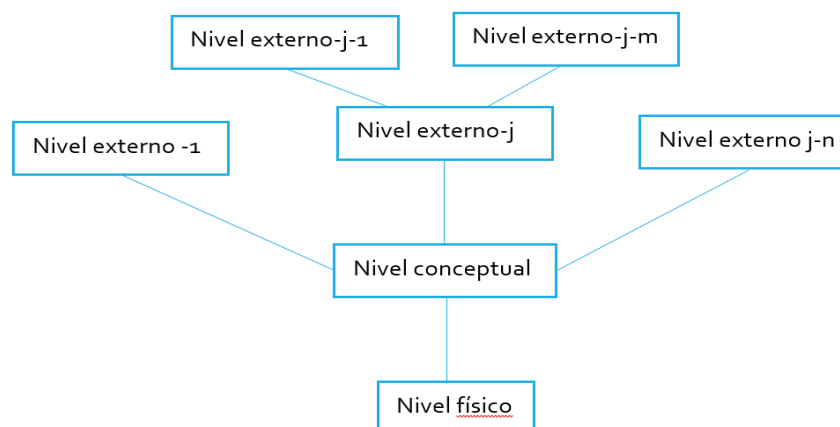 Nivel externo-j-1
Nivel externo-j-m
Nivel externo -1
Nivel externo-j
Nivel externo j-n
Nivel conceptual
Nivel físico